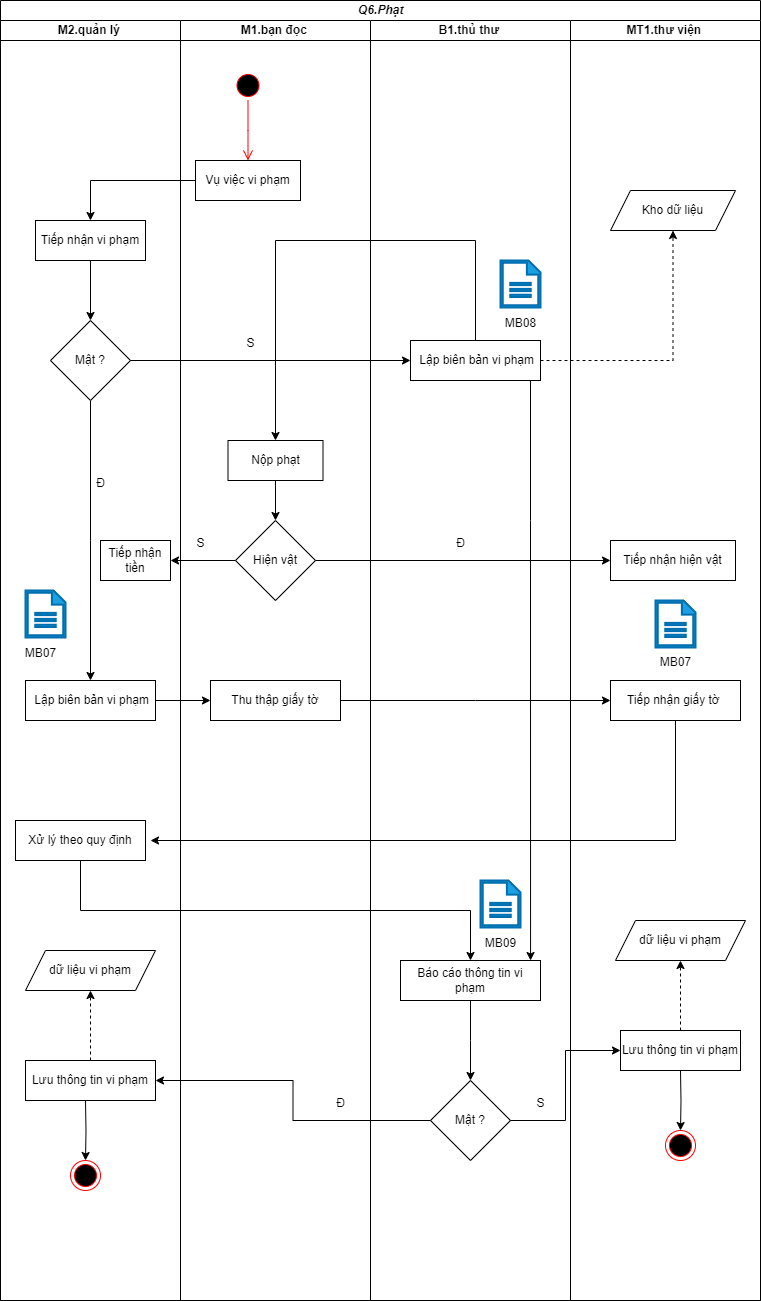 Q6.Phạt
M2.quản lý
M1.bạn đọc
B1.thủ thư
MT1.thư viện
Vụ việc vi phạm
Kho dữ liệu
Tiếp nhận vi phạm
MB08
S
Mật ?
Lập biên bản vi phạm
Nộp phạt
Đ
Tiếp nhận
tiền
S
Hiện vật
Đ
Tiếp nhận hiện vật
MB07
MB07
Lập biên bản vi phạm
Thu thập giấy tờ
Tiếp nhận giấy tờ
Xử lý theo quy định
MB09
dữ liệu vi phạm
dữ liệu vi phạm
Báo cáo thông tin vi
phạm
Lưu thông tin vi phạm
Lưu thông tin vi phạm
Đ
Mật ?
S